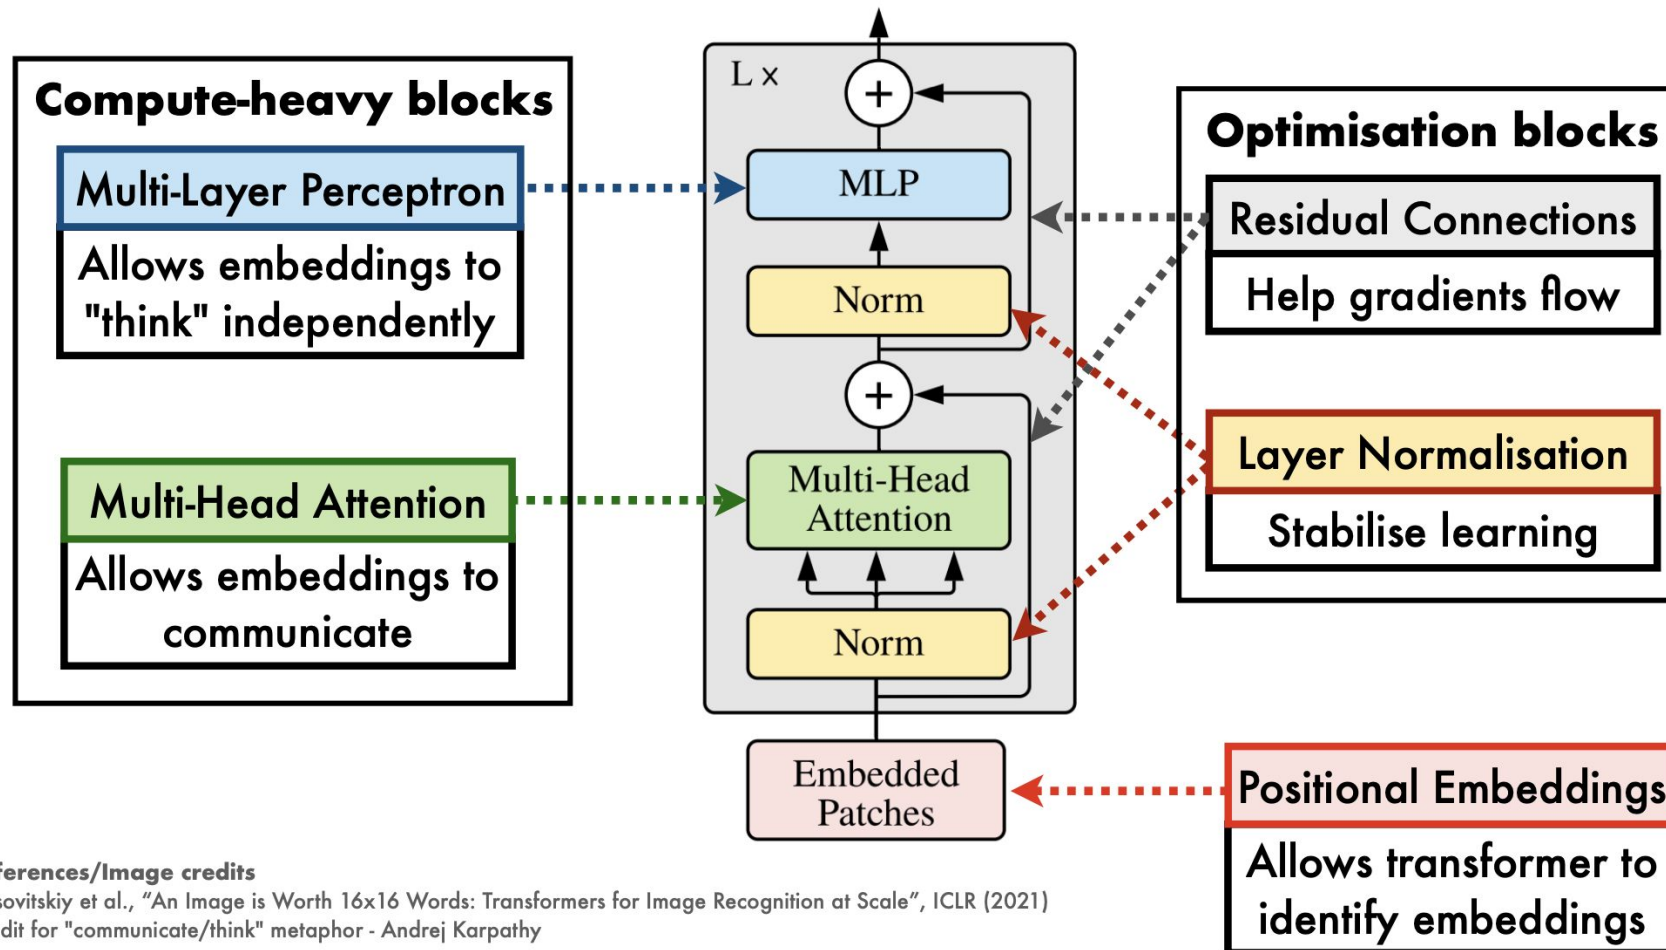 Compute-heavy blocks
Multi-Layer Perceptron
Allows embeddings to
"think" independently
Multi-Head Attention
Allows embeddings to
communicate
L ×
+
MLP
Norm
+
Multi-Head
Attention
Norm
Embedded
Patches
Optimisation blocks
Residual Connections
Help gradients flow
Layer Normalisation
Stabilise learning
Positional Embeddings
Allows transformer to
identify embeddings
ferences/Image credits
sovitskiy et al., “An Image is Worth 16x16 Words: Transformers for Image Recognition at Scale”, ICLR (2021)
dit for "communicate/think" metaphor - Andrej Karpathy